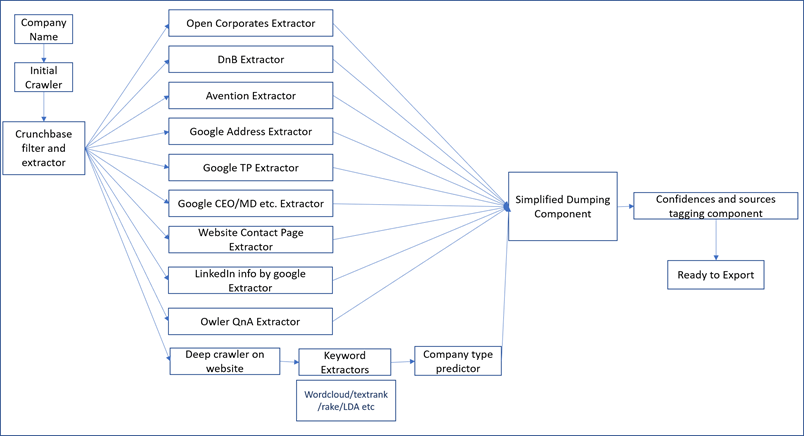 Company
Name
Initial
Crawler
Crunchbase
filter and
extractor
Open Corporates Extractor
DnB Extractor
Avention Extractor
Google Address Extractor
Google TP Extractor
Google CEO/MD etc. Extractor
Website Contact Page
Extractor
LinkedIn info by google
Extractor
Owler QnA Extractor
Deep crawler on
website
Keyword
Extractors
Wordcloud/textrank
/rake/LDA etc
Company type
predictor
Simplified Dumping
Component
Confidences and sources
tagging component
Ready to Export